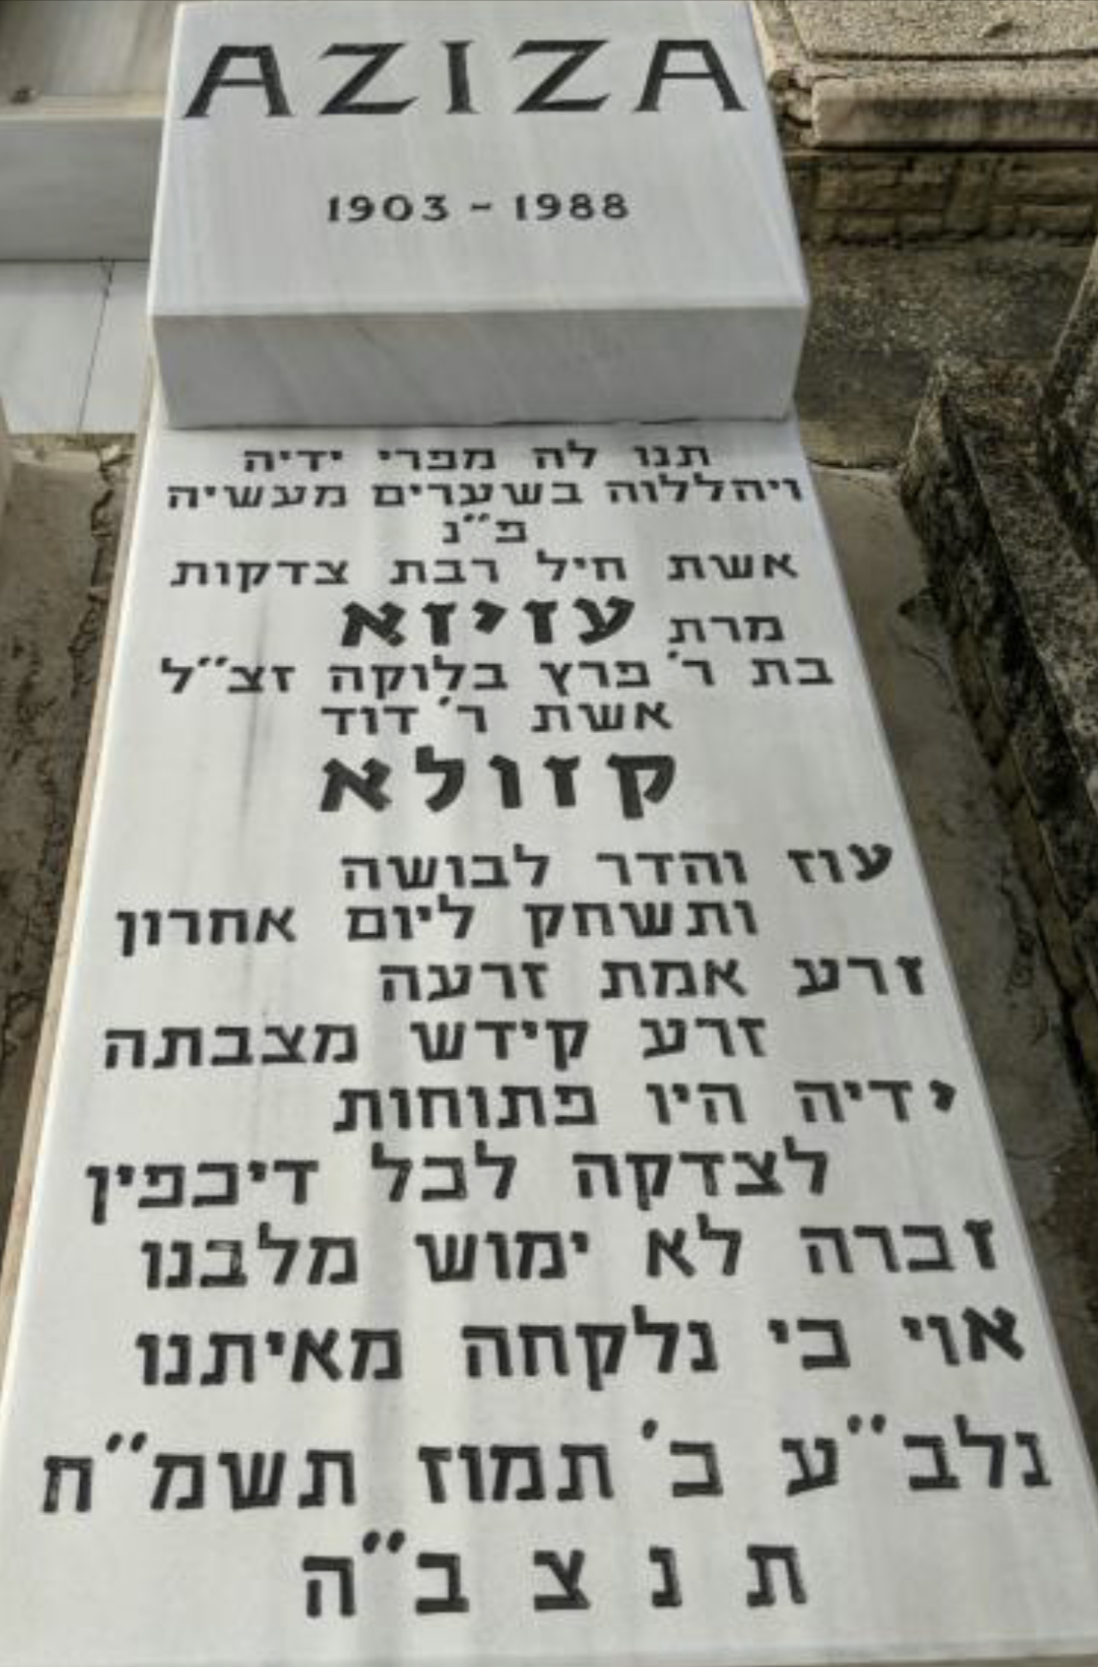 AZIZA
1903 - 1988
תנו לה מפרי ידיה
ויהללוה בשערים מעשיה
פ"נ
אשת חיל רבת צדקות
מרת עזיזא
בת ר' פרץ בלוקה זצ"ל
אשת ר' דוד
קזולא
עוז והדר לבושה
ותשחק ליום אחרון
זרע אמת זרעה
זרע קידש מצבתה
ידיה היו פתוחות
לצדקה לכל דיכפין
זכרה לא ימוש מלבנו
אוי כי נלקחה מאיתנו
נלב"ע כ' תמוז תשמ"ח
ת נ צ ב"ה